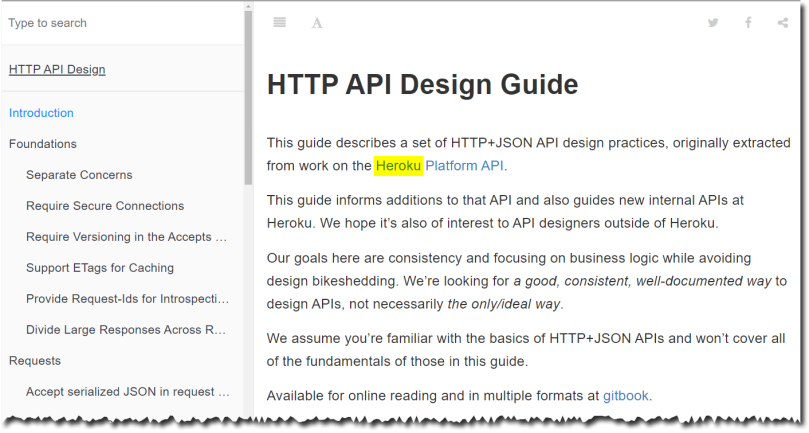 Type to search
HTTP API Design
Introduction
Foundations
Separate Concerns
Require Secure Connections
Require Versioning in the Accepts …
Support ETags for Caching
Provide Request-Ids for Introspecti…
Divide Large Responses Across R…
Requests
Accept serialized JSON in request …
A
HTTP API Design Guide
This guide describes a set of HTTP+JSON API design practices, originally extracted
from work on the Heroku Platform API.
This guide informs additions to that API and also guides new internal APIs at
Heroku. We hope it’s also of interest to API designers outside of Heroku.
Our goals here are consistency and focusing on business logic while avoiding
design bikeshedding. We’re looking for a good, consistent, well-documented way to
design APIs, not necessarily the only/ideal way.
We assume you’re familiar with the basics of HTTP+JSON APIs and won’t cover all
of the fundamentals of those in this guide.
Available for online reading and in multiple formats at gitbook.